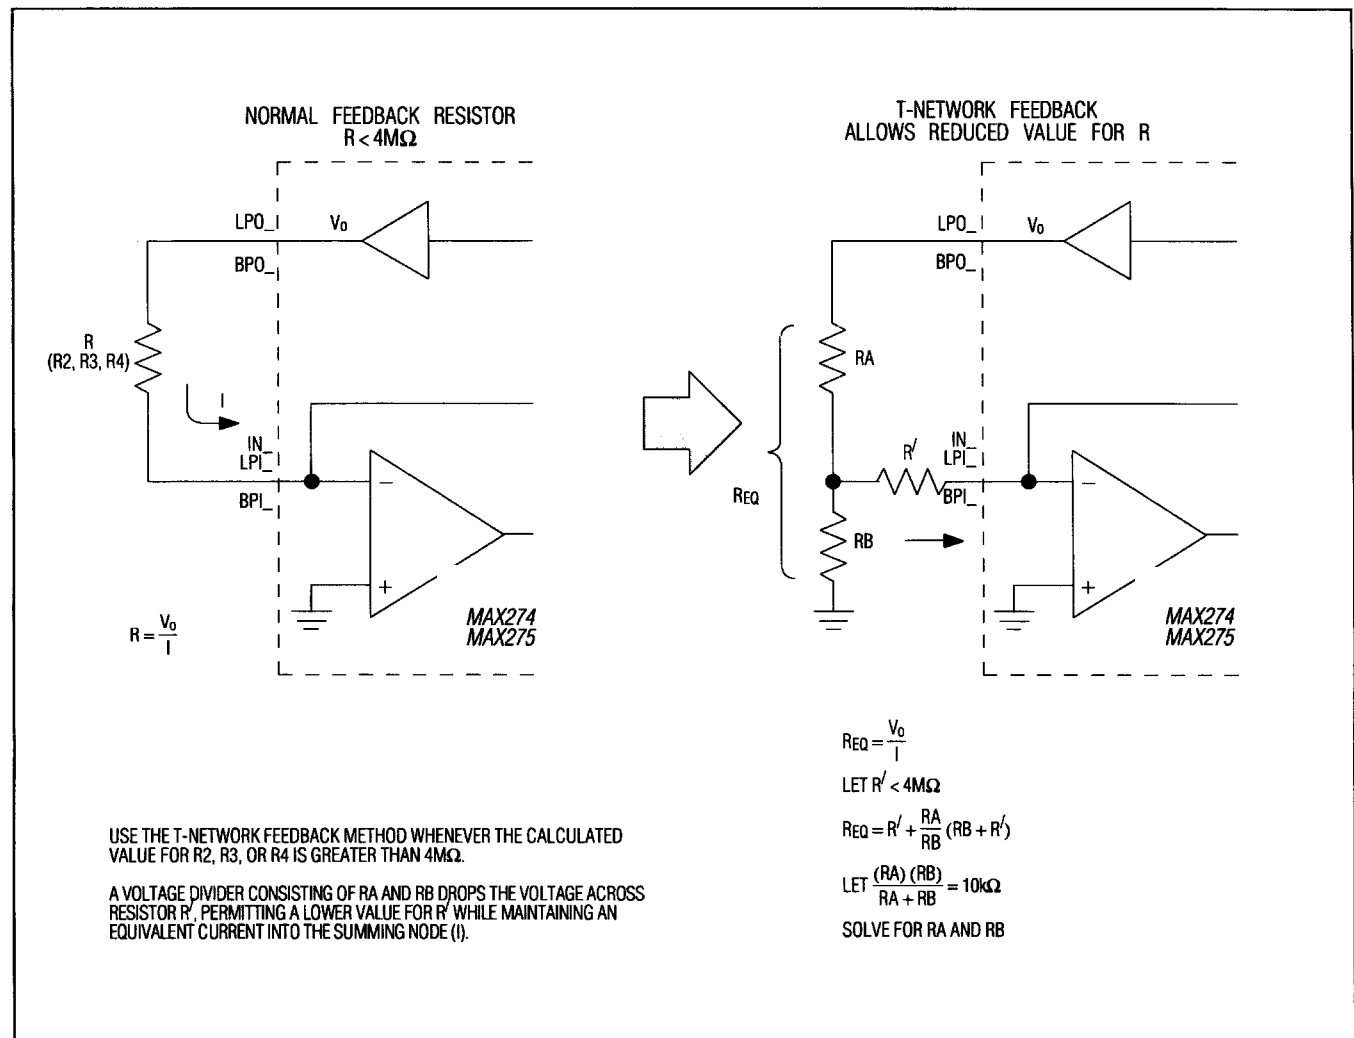 NORMAL FEEDBACK RESISTOR
R < 4MΩ
LPO_
V₀
BPO_
R
(R2, R3, R4)
I
IN_
LPI_
BPI_
−
+
MAX274
MAX275
R = V₀/I
T-NETWORK FEEDBACK
ALLOWS REDUCED VALUE FOR R
LPO_
V₀
BPO_
RA
REQ
R′
IN_
LPI_
BPI_
RB
−
+
MAX274
MAX275
REQ = V₀/I
LET R′ < 4MΩ
REQ = R′ + RA/RB (RB + R′)
LET (RA) (RB)/RA + RB = 10kΩ
SOLVE FOR RA AND RB
USE THE T-NETWORK FEEDBACK METHOD WHENEVER THE CALCULATED
VALUE FOR R2, R3, OR R4 IS GREATER THAN 4MΩ.
A VOLTAGE DIVIDER CONSISTING OF RA AND RB DROPS THE VOLTAGE ACROSS
RESISTOR R′, PERMITTING A LOWER VALUE FOR R′ WHILE MAINTAINING AN
EQUIVALENT CURRENT INTO THE SUMMING NODE (I).